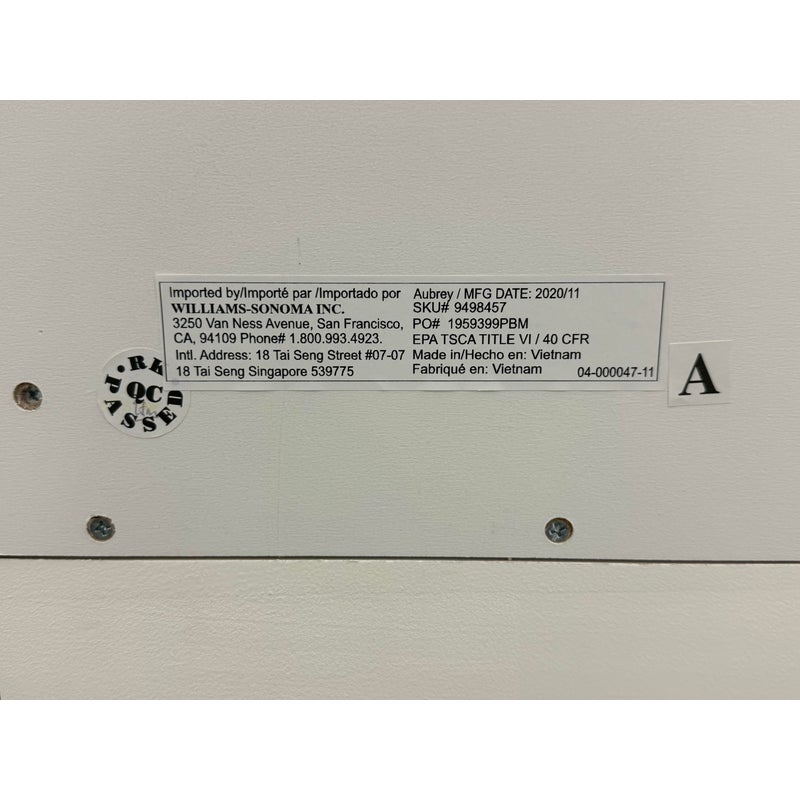 Imported by/Importé par /Importado por
WILLIAMS-SONOMA INC.
3250 Van Ness Avenue, San Francisco,
CA, 94109 Phone# 1.800.993.4923.
Intl. Address: 18 Tai Seng Street #07-07
18 Tai Seng Singapore 539775
Aubrey / MFG DATE: 2020/11
SKU# 9498457
PO# 1959399PBM
EPA TSCA TITLE VI / 40 CFR
Made in/Hecho en: Vietnam
Fabriqué en: Vietnam
04-000047-11
A
QC
PASSED